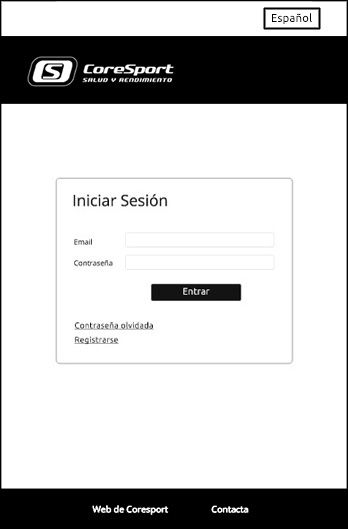 Español
CoreSport
SALUD Y RENDIMIENTO
Iniciar Sesión
Email
Contraseña
Entrar
Contraseña olvidada
Registrarse
Web de Coresport
Contacta